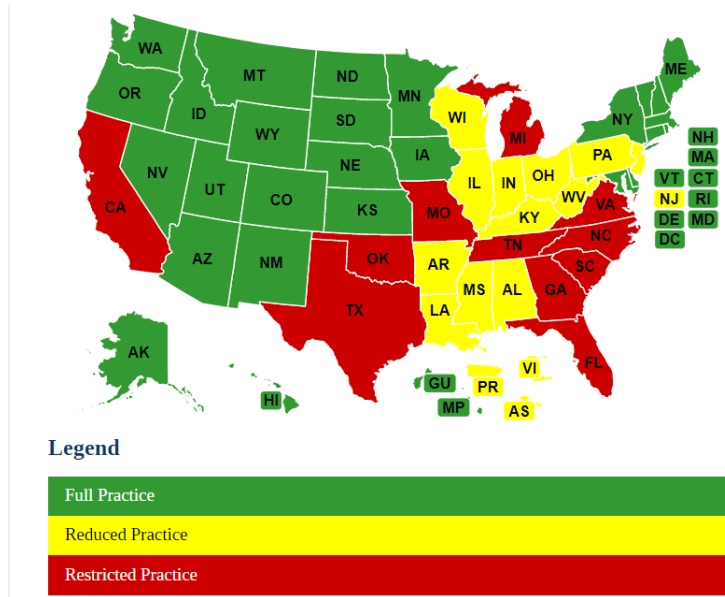 WA
MT
ND
MN
ME
OR
ID
SD
WI
NY
WY
MI
NH
IA
PA
MA
NV
NE
IL
IN
OH
VT
CT
UT
CO
WV
NJ
RI
CA
KS
MO
KY
VA
DE
MD
NC
DC
TN
AZ
NM
OK
AR
SC
MS
AL
GA
TX
LA
AK
FL
VI
GU
PR
HI
MP
AS
Legend
Full Practice
Reduced Practice
Restricted Practice